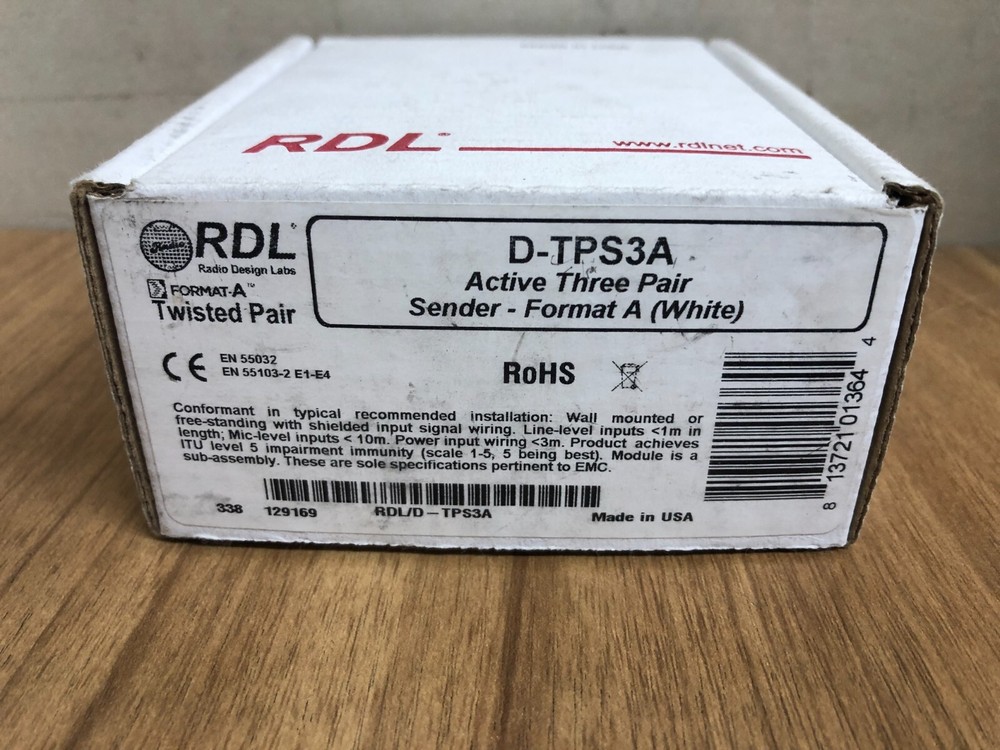 RDL®
www.rdlnet.com
RDL®
Radio Design Labs
FORMAT-A™
Twisted Pair
D-TPS3A
Active Three Pair
Sender - Format A (White)
CE EN 55032
EN 55103-2 E1-E4
RoHS
Conformant in typical recommended installation: Wall mounted or
free-standing with shielded input signal wiring. Line-level inputs <1m in
length; Mic-level inputs < 10m. Power input wiring <3m. Product achieves
ITU level 5 impairment immunity (scale 1-5, 5 being best). Module is a
sub-assembly. These are sole specifications pertinent to EMC.
338 129169 RDL/D-TPS3A Made in USA
8 13721 01364 4